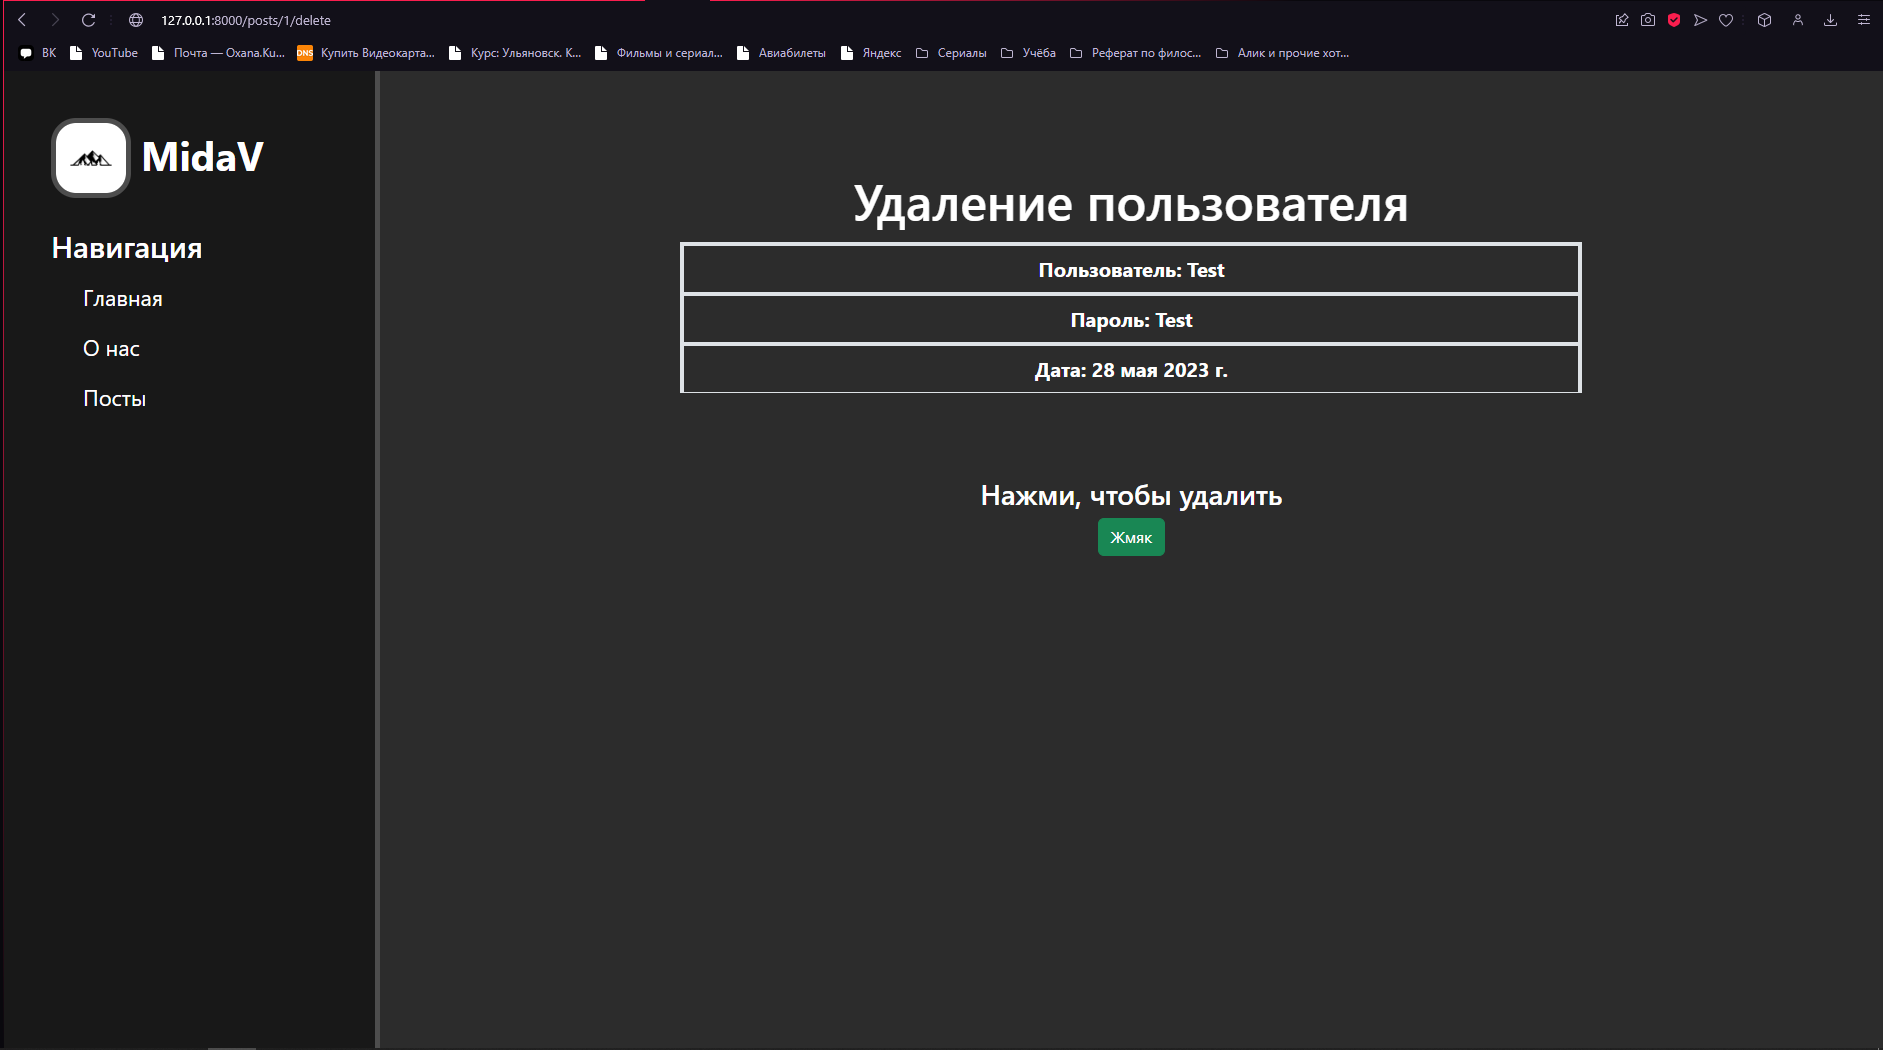 127.0.0.1:8000/posts/1/delete
ВК YouTube Почта — Oxana.Ku... DNS Купить Видеокарта... Курс: Ульяновск. К... Фильмы и сериал... Авиабилеты Яндекс Сериалы Учёба Реферат по филос... Алик и прочие хот...
MidaV
Навигация
Главная
О нас
Посты
Удаление пользователя
Пользователь: Test
Пароль: Test
Дата: 28 мая 2023 г.
Нажми, чтобы удалить
Жмяк